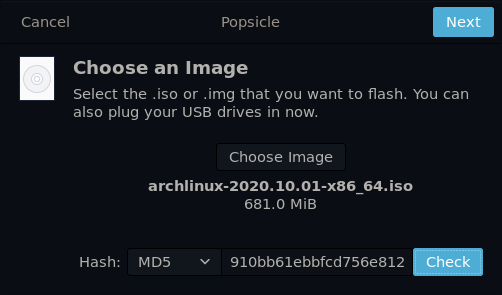 Cancel Popsicle Next
Choose an Image
Select the .iso or .img that you want to flash. You can
also plug your USB drives in now.
Choose Image
archlinux-2020.10.01-x86_64.iso
681.0 MiB
Hash: MD5 910bb61ebbfcd756e812 Check